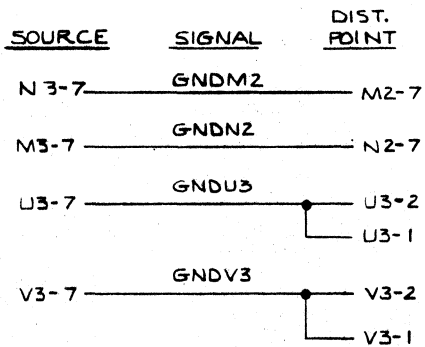 DIST.
SOURCE SIGNAL POINT
N3-7 GNDM2 M2-7
M3-7 GNDN2 N2-7
U3-7 GNDU3 U3-2
U3-1
V3-7 GNDV3 V3-2
V3-1